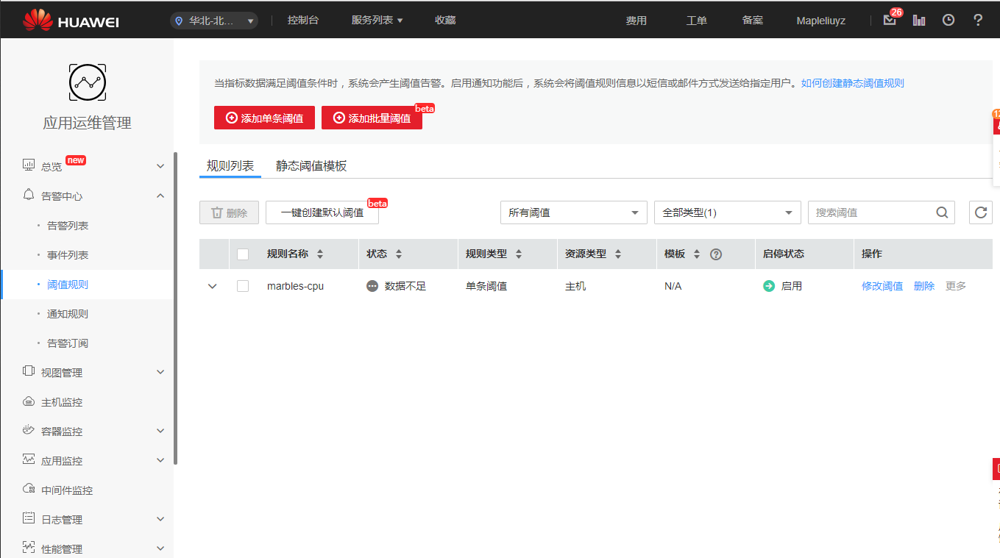 HUAWEI
华北-北...
控制台
服务列表
收藏
费用
工单
备案
Mapleliuyz
26
?
应用运维管理
总览 new
告警中心
· 告警列表
· 事件列表
· 阈值规则
· 通知规则
· 告警订阅
视图管理
主机监控
容器监控
应用监控
中间件监控
日志管理
性能管理
当指标数据满足阈值条件时，系统会产生阈值告警。启用通知功能后，系统会将阈值规则信息以短信或邮件方式发送给指定用户。如何创建静态阈值规则
添加单条阈值
添加批量阈值 beta
规则列表 静态阈值模板
删除
一键创建默认阈值 beta
所有阈值
全部类型(1)
搜索阈值
规则名称 状态 规则类型 资源类型 模板 ? 启停状态 操作
marbles-cpu 数据不足 单条阈值 主机 N/A 启用 修改阈值 删除 更多